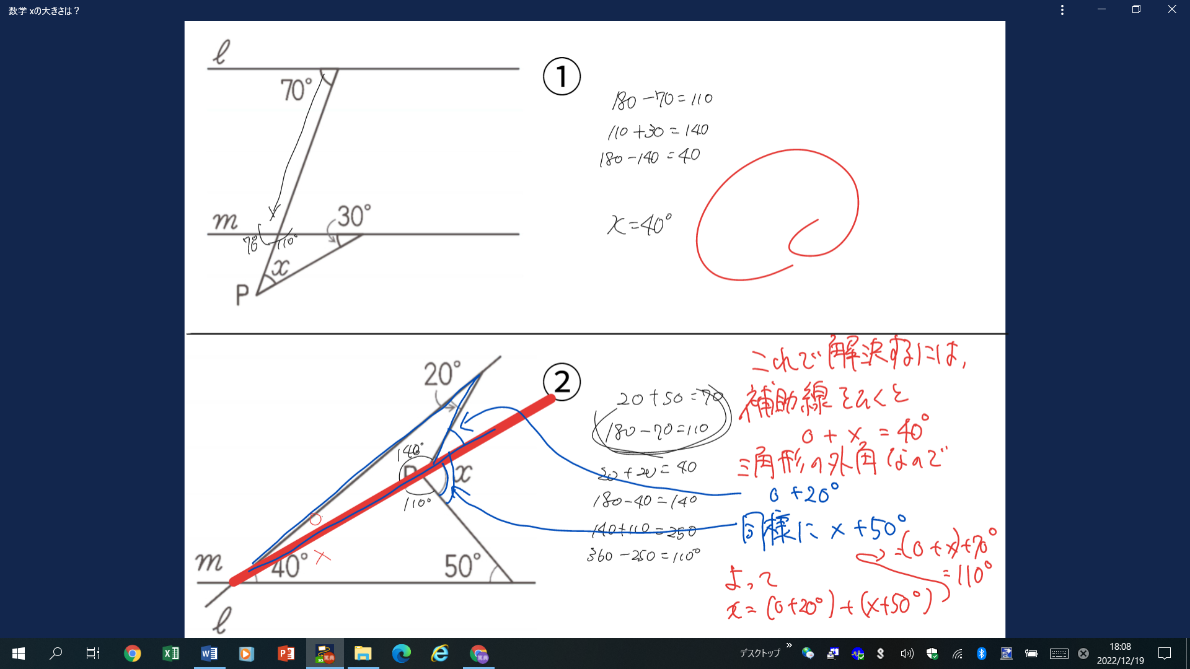 数学 xの大きさは？
ℓ
70°
①
180-70=110
110+30=140
180-140=40
x=40°
m
30°
70°
110°
x
P
20°
②
20+50=70
180-70=110
20+20=40
180-40=140
140+110=250
360-250=110°
140°
P
x
110°
○
×
m
40°
50°
ℓ
これで解決するには、
補助線をひくと
○+×=40°
三角形の外角なので
○+20°
同様に×+50°
よって
x=(○+20°)+(×+50°)
=(○+×)+70°
=110°
デスクトップ
18:08
2022/12/19